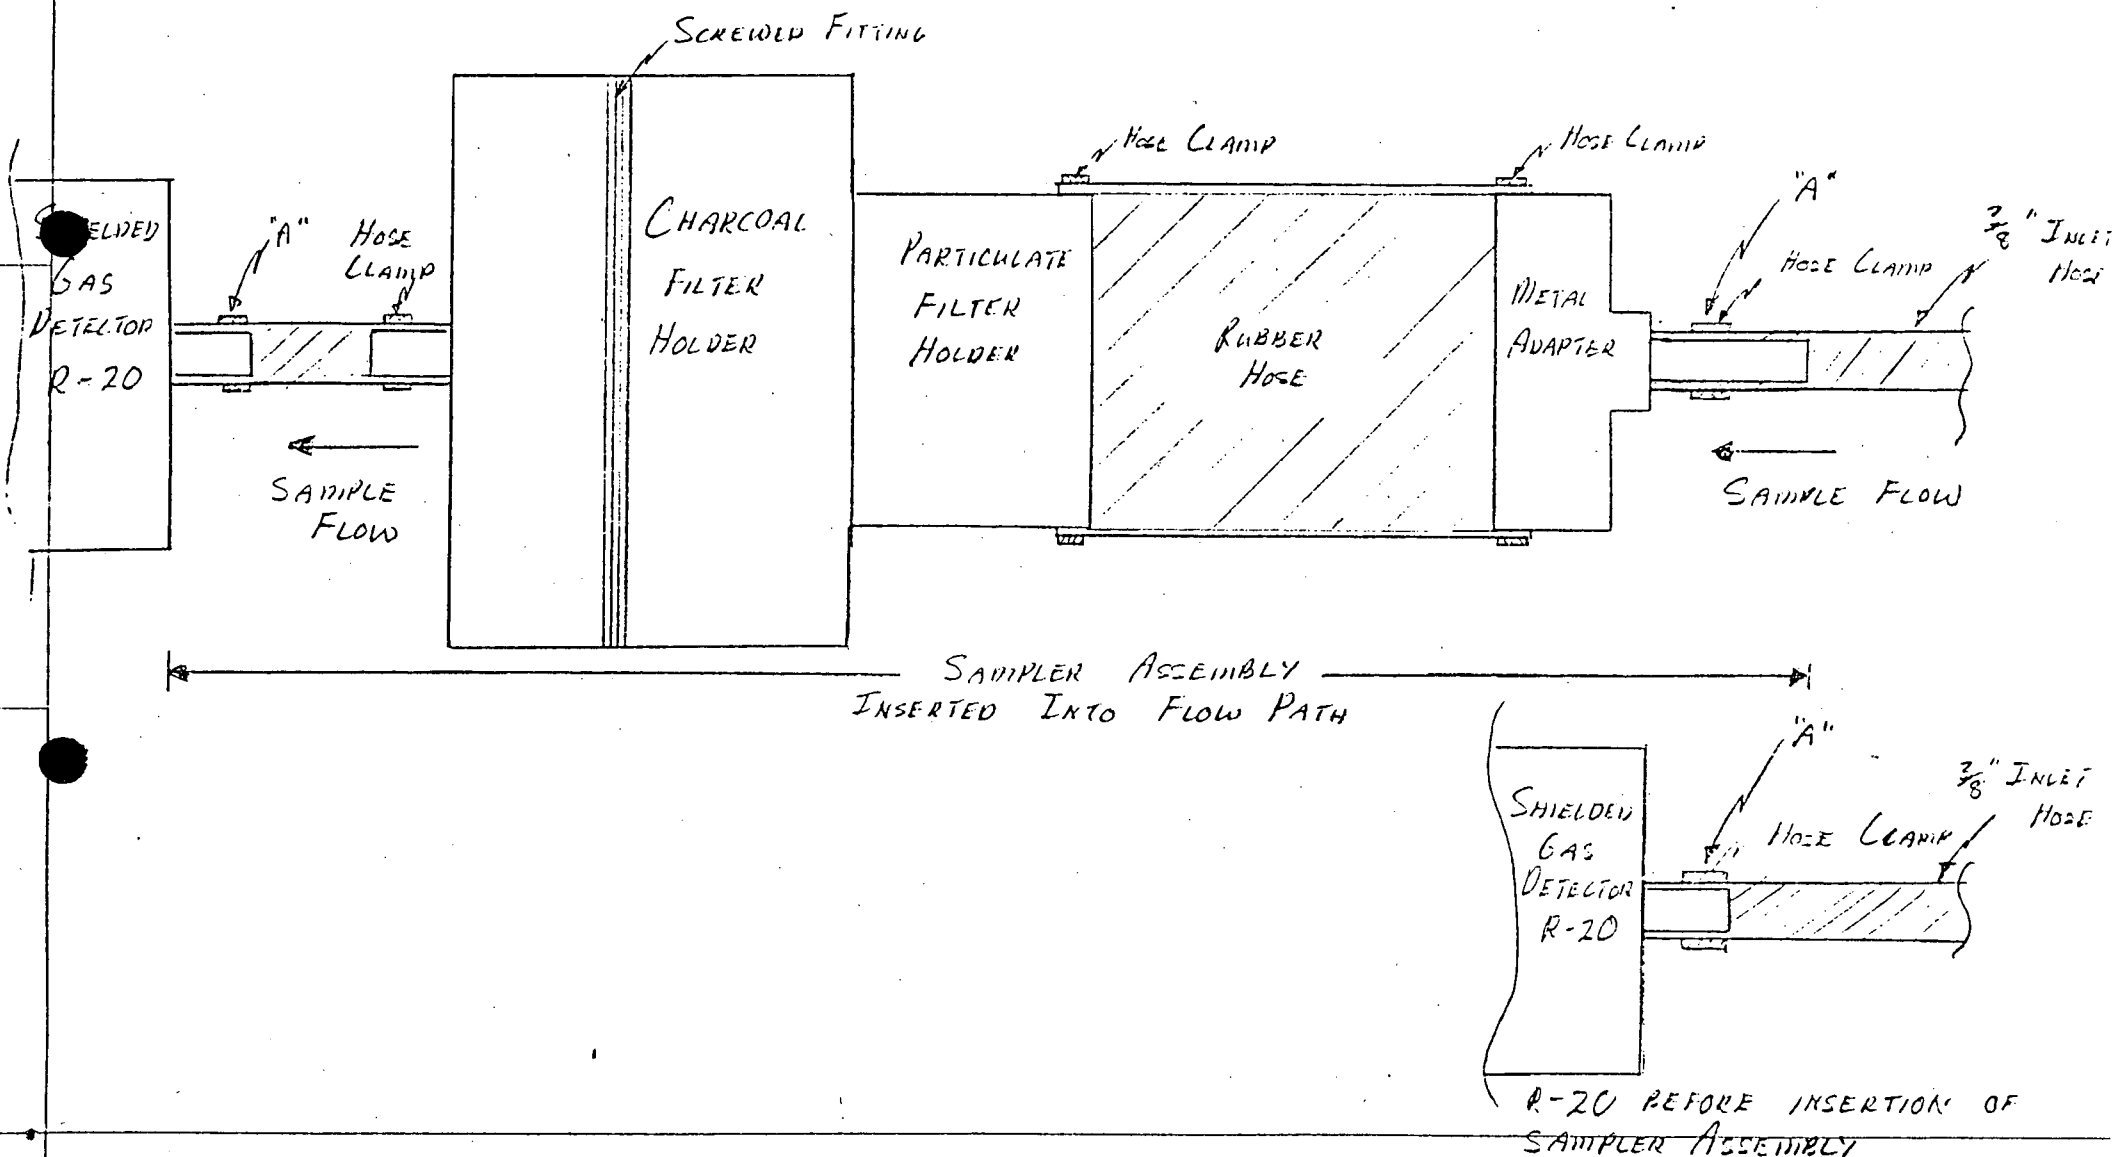 SCREWED FITTING
HOSE CLAMP
HOSE CLAMP
"A"
3/8" INLET
HOSE
HOSE CLAMP
SHIELDED
GAS
DETECTOR
R-20
"A"
HOSE
CLAMP
CHARCOAL
FILTER
HOLDER
PARTICULATE
FILTER
HOLDER
RUBBER
HOSE
METAL
ADAPTER
SAMPLE
FLOW
SAMPLE FLOW
SAMPLER ASSEMBLY
INSERTED INTO FLOW PATH
"A"
3/8" INLET
HOSE
HOSE CLAMP
SHIELDED
GAS
DETECTOR
R-20
R-20 BEFORE INSERTION OF
SAMPLER ASSEMBLY